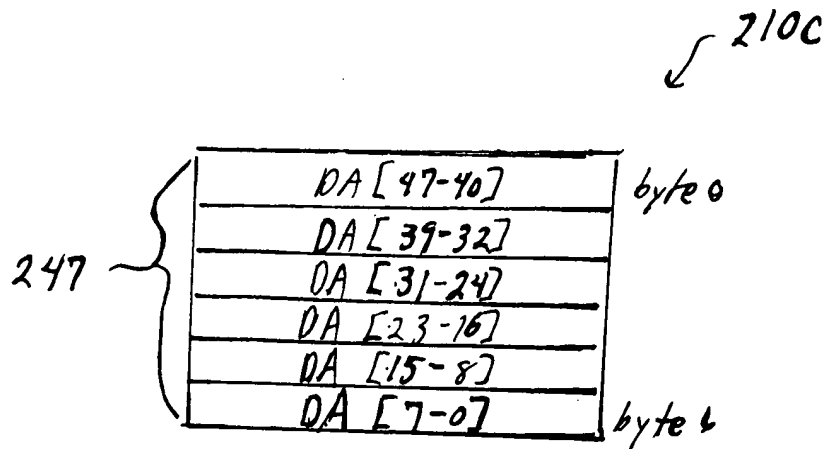 210C
DA [47-40] byte 0
DA [39-32]
DA [31-24]
247
DA [23-16]
DA [15-8]
DA [7-0] byte 6